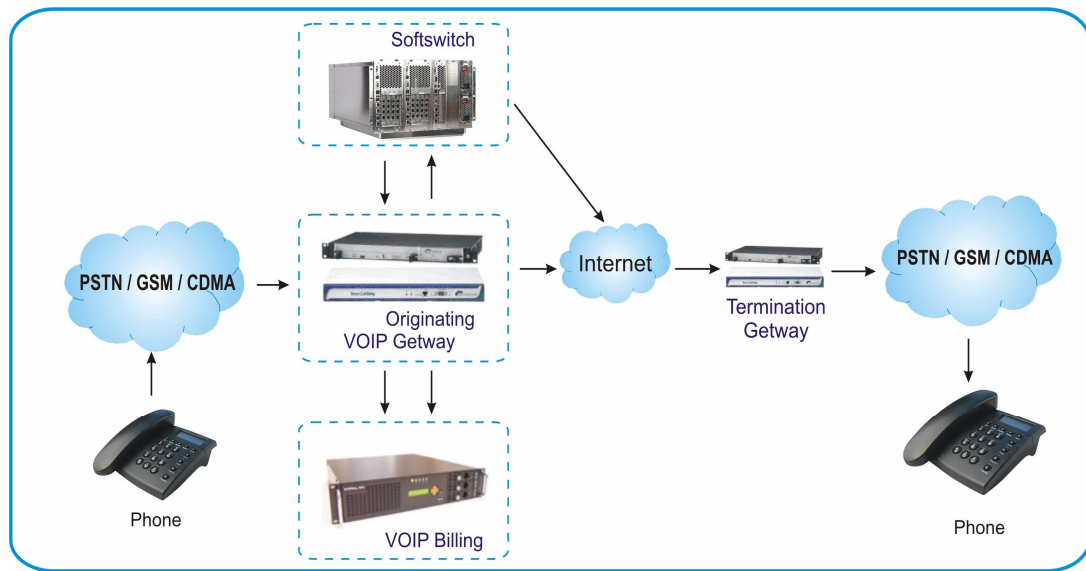 Softswitch
PSTN / GSM / CDMA
Originating
VOIP Getway
Internet
Termination
Getway
PSTN / GSM / CDMA
Phone
VOIP Billing
Phone